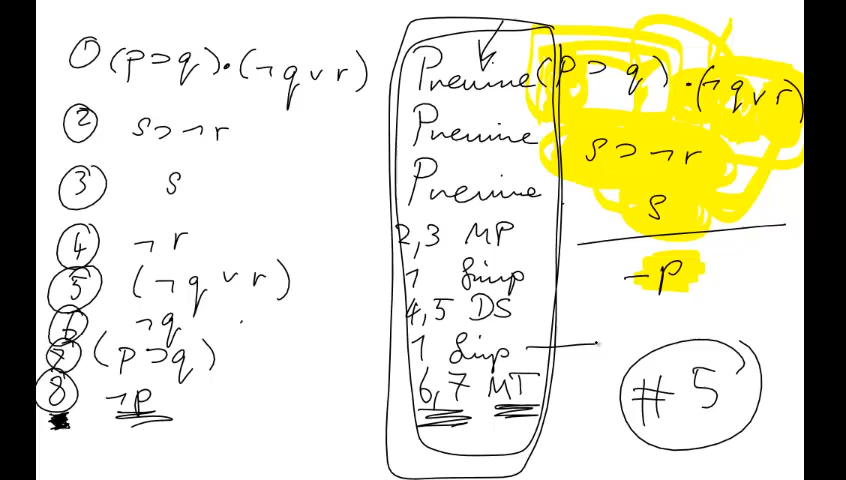 ① (p ⊃ q) · (¬q ∨ r) Premise
② s ⊃ ¬r Premise
③ s Premise
④ ¬r 2,3 MP
⑤ (¬q ∨ r) 1 Simp
⑥ ¬q 4,5 DS
⑦ (p ⊃ q) 1 Simp
⑧ ¬p 6,7 MT
(p ⊃ q) · (¬q ∨ r)
s ⊃ ¬r
s
¬p
#5